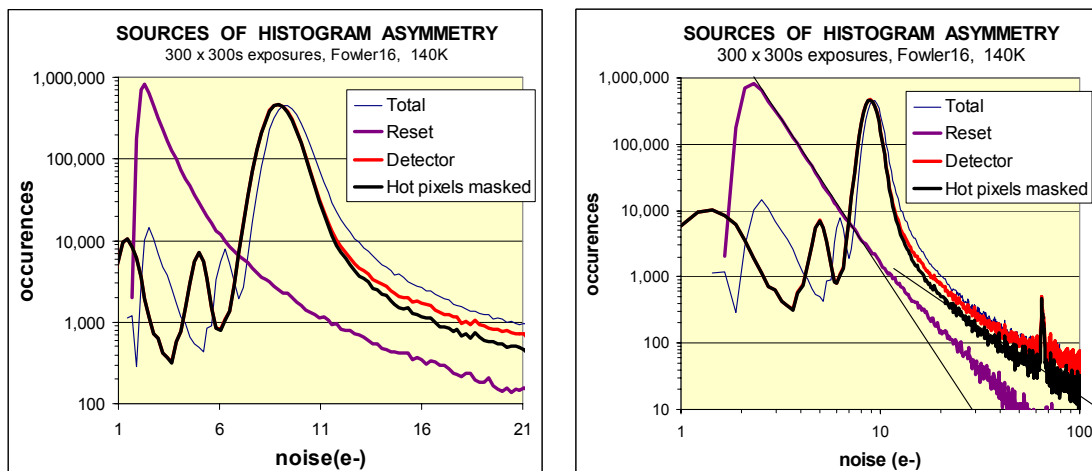 SOURCES OF HISTOGRAM ASYMMETRY
300 x 300s exposures, Fowler16, 140K
1,000,000
100,000
10,000
1,000
100
occurences
Total
Reset
Detector
Hot pixels masked
1
6
11
16
21
noise(e-)
SOURCES OF HISTOGRAM ASYMMETRY
300 x 300s exposures, Fowler16, 140K
1,000,000
100,000
10,000
1,000
100
10
occurences
Total
Reset
Detector
Hot pixels masked
1
10
100
noise (e-)